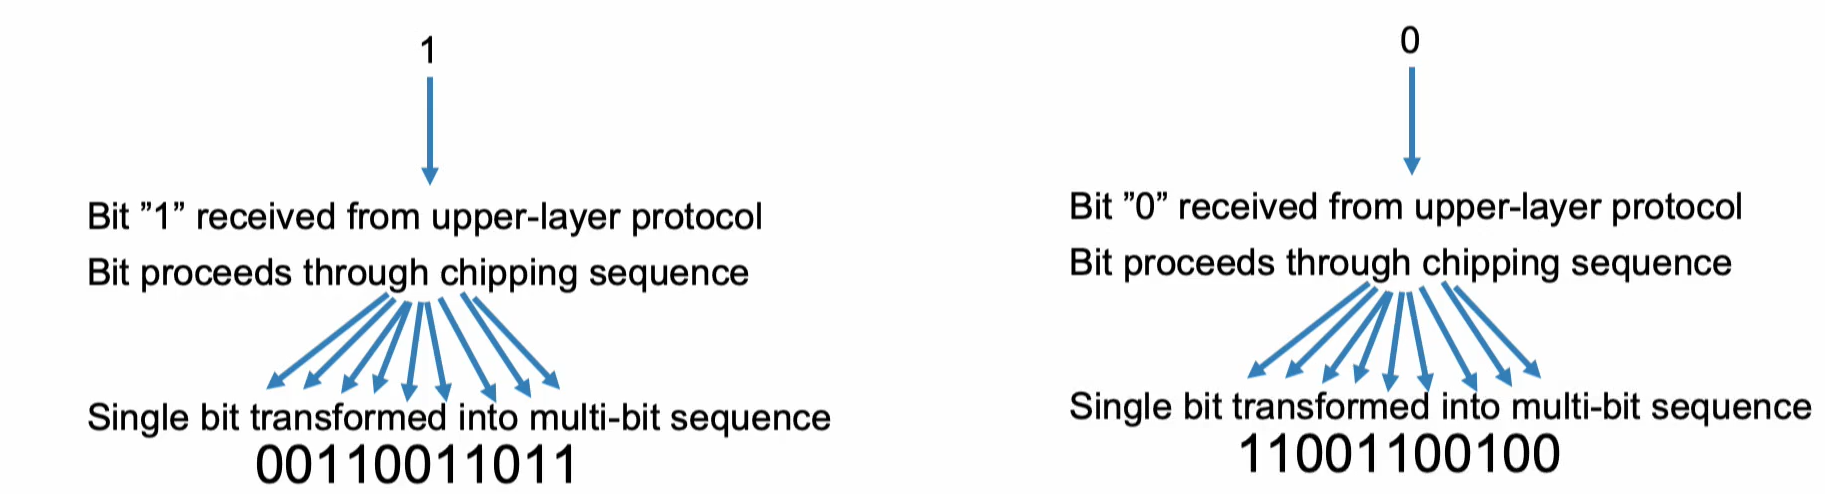 1
Bit ”1” received from upper-layer protocol
Bit proceeds through chipping sequence
Single bit transformed into multi-bit sequence
00110011011
0
Bit ”0” received from upper-layer protocol
Bit proceeds through chipping sequence
Single bit transformed into multi-bit sequence
11001100100